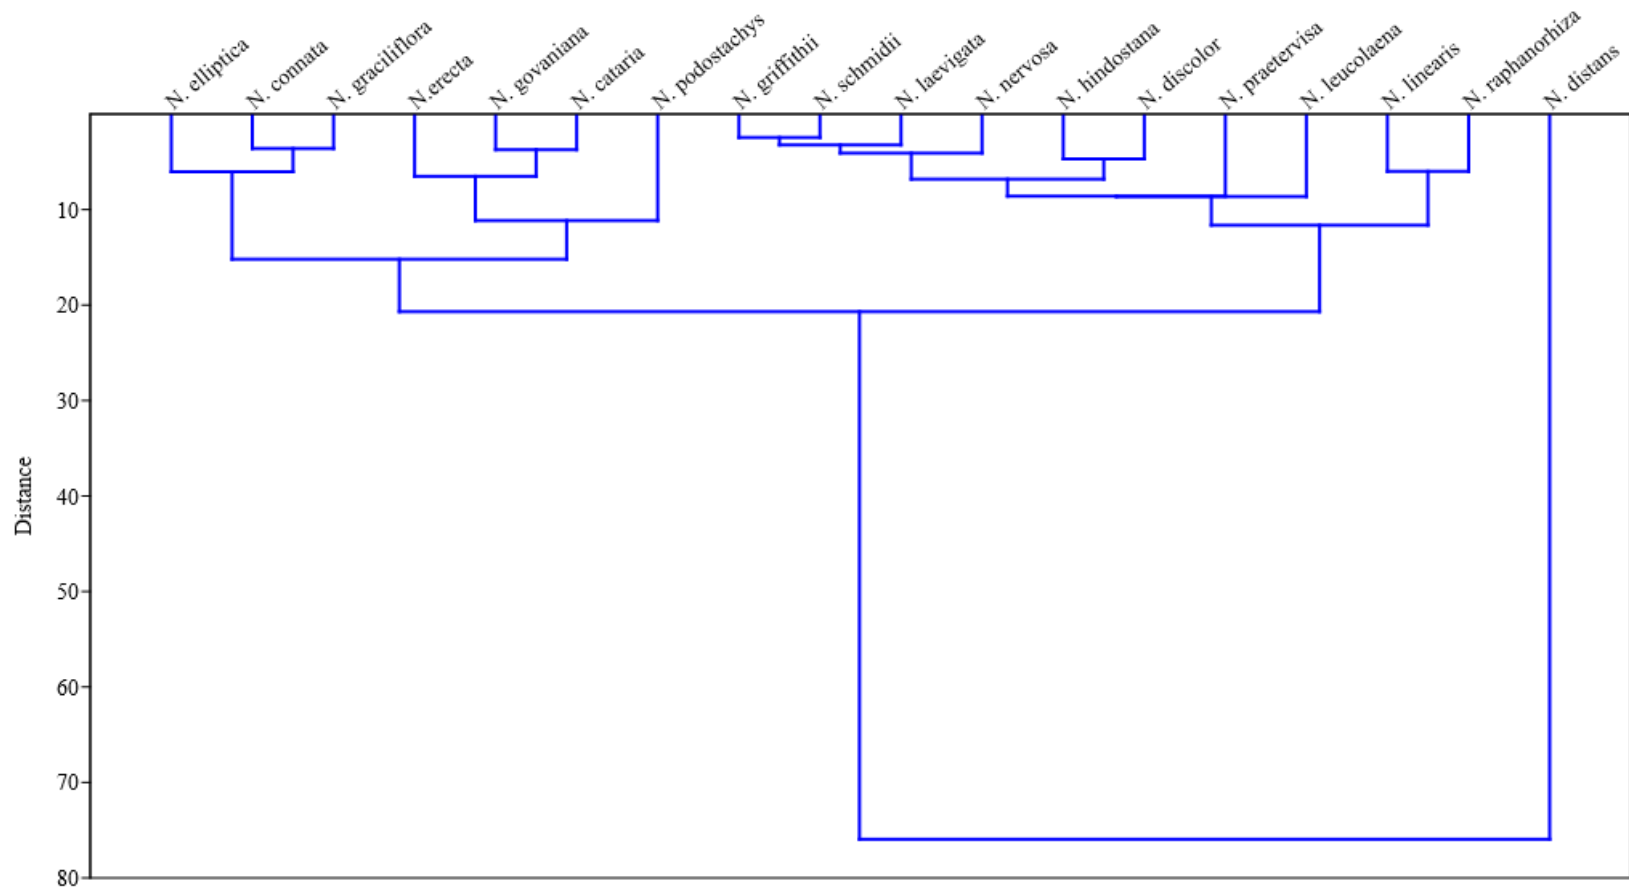 N. elliptica
N. connata
N. graciliflora
N.erecta
N. govaniana
N. cataria
N. podostachys
N. griffithii
N. schmidii
N. laevigata
N. nervosa
N. hindostana
N. discolor
N. praetervisa
N. leucolaena
N. linearis
N. raphanorhiza
N. distans
10
20
30
40
50
60
70
80
Distance